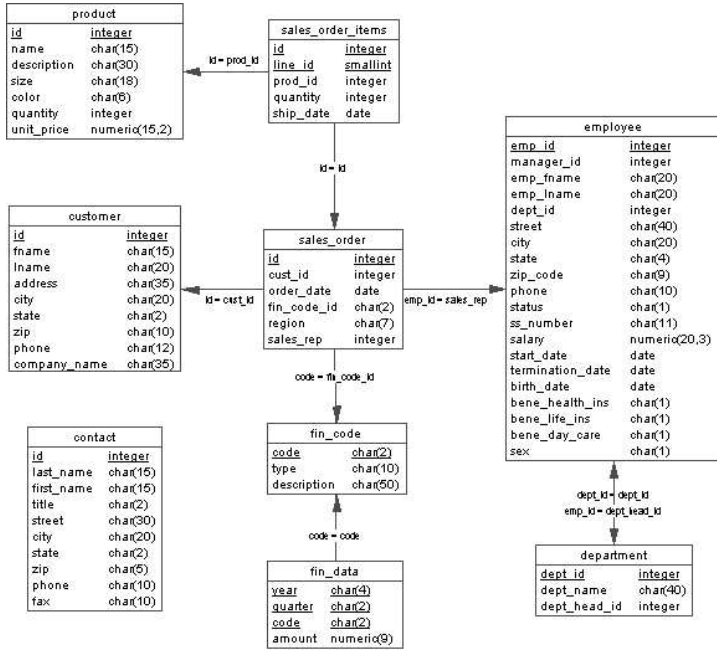 product
id integer
name char(15)
description char(30)
size char(18)
color char(6)
quantity integer
unit_price numeric(15,2)
id = prod_id
sales_order_items
id integer
line_id smallint
prod_id integer
quantity integer
ship_date date
id = id
customer
id integer
fname char(15)
lname char(20)
address char(35)
city char(20)
state char(2)
zip char(10)
phone char(12)
company_name char(35)
id = cust_id
sales_order
id integer
cust_id integer
order_date date
fin_code_id char(2)
region char(7)
sales_rep integer
emp_id = sales_rep
employee
emp_id integer
manager_id integer
emp_fname char(20)
emp_lname char(20)
dept_id integer
street char(40)
city char(20)
state char(4)
zip_code char(9)
phone char(10)
status char(1)
ss_number char(11)
salary numeric(20,3)
start_date date
termination_date date
birth_date date
bene_health_ins char(1)
bene_life_ins char(1)
bene_day_care char(1)
sex char(1)
code = fin_code_id
contact
id integer
last_name char(15)
first_name char(15)
title char(2)
street char(30)
city char(20)
state char(2)
zip char(5)
phone char(10)
fax char(10)
fin_code
code char(2)
type char(10)
description char(50)
code = code
fin_data
year char(4)
quarter char(2)
code char(2)
amount numeric(9)
dept_id = dept_id
emp_id = dept_head_id
department
dept_id integer
dept_name char(40)
dept_head_id integer